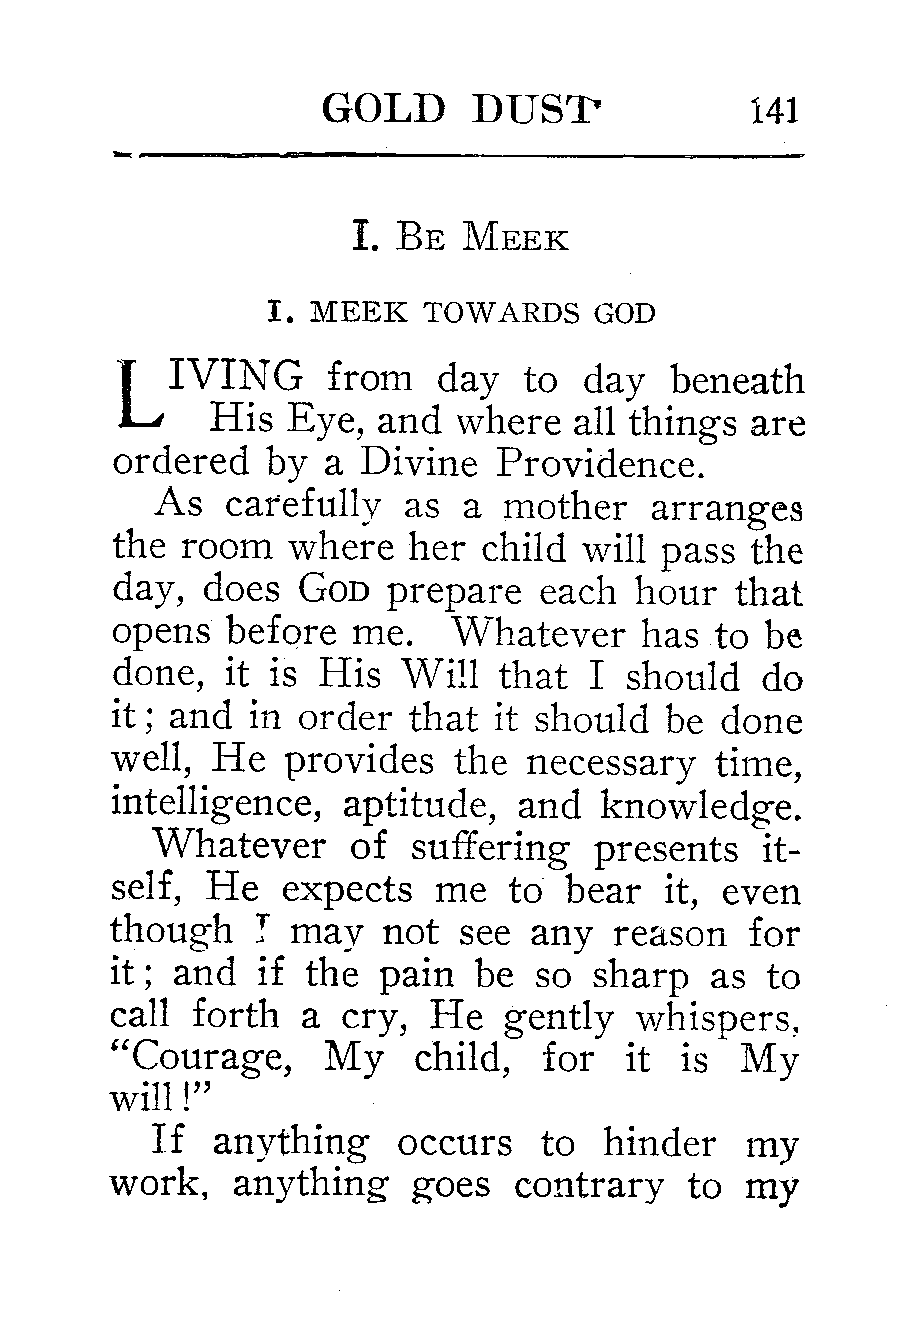 GOLD DUST 141
I. BE MEEK
I. MEEK TOWARDS GOD
LIVING from day to day beneath
His Eye, and where all things are
ordered by a Divine Providence.
As carefully as a mother arranges
the room where her child will pass the
day, does GOD prepare each hour that
opens before me. Whatever has to be
done, it is His Will that I should do
it; and in order that it should be done
well, He provides the necessary time,
intelligence, aptitude, and knowledge.
Whatever of suffering presents it-
self, He expects me to bear it, even
though I may not see any reason for
it; and if the pain be so sharp as to
call forth a cry, He gently whispers,
“Courage, My child, for it is My
will!”
If anything occurs to hinder my
work, anything goes contrary to my